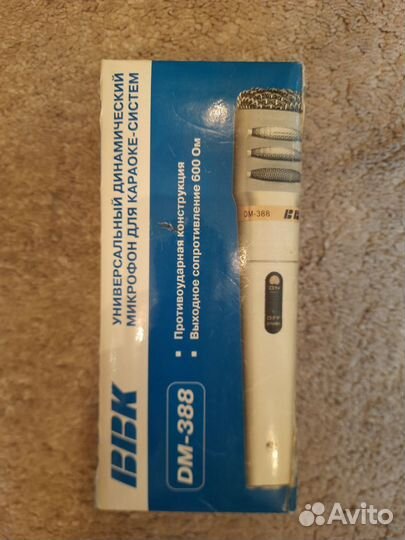 УНИВЕРСАЛЬНЫЙ ДИНАМИЧЕСКИЙ
МИКРОФОН ДЛЯ КАРАОКЕ-СИСТЕМ
Противоударная конструкция
Выходное сопротивление 600 Ом
BBK
DM-388
DM-388
BBK
ON
OFF
Avito